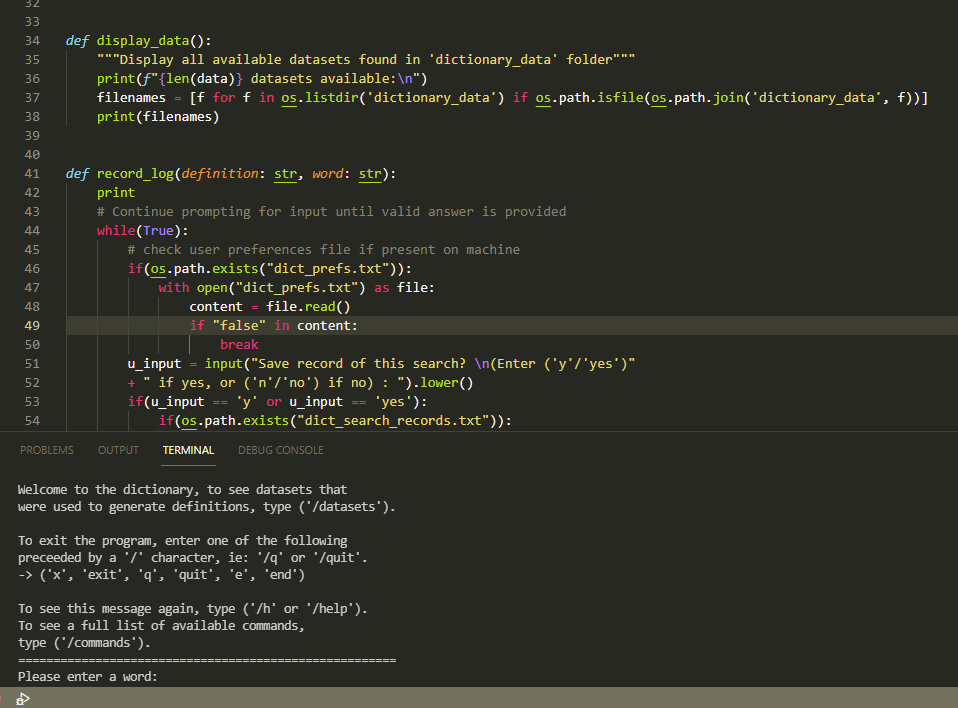 32
33
34 def display_data():
35 """Display all available datasets found in 'dictionary_data' folder"""
36 print(f"{len(data)} datasets available:\n")
37 filenames = [f for f in os.listdir('dictionary_data') if os.path.isfile(os.path.join('dictionary_data', f))]
38 print(filenames)
39
40
41 def record_log(definition: str, word: str):
42 print
43 # Continue prompting for input until valid answer is provided
44 while(True):
45 # check user preferences file if present on machine
46 if(os.path.exists("dict_prefs.txt")):
47 with open("dict_prefs.txt") as file:
48 content = file.read()
49 if "false" in content:
50 break
51 u_input = input("Save record of this search? \n(Enter ('y'/'yes')"
52 + " if yes, or ('n'/'no') if no) : ").lower()
53 if(u_input == 'y' or u_input == 'yes'):
54 if(os.path.exists("dict_search_records.txt")):
PROBLEMS OUTPUT TERMINAL DEBUG CONSOLE
Welcome to the dictionary, to see datasets that
were used to generate definitions, type ('/datasets').
To exit the program, enter one of the following
preceeded by a '/' character, ie: '/q' or '/quit'.
-> ('x', 'exit', 'q', 'quit', 'e', 'end')
To see this message again, type ('/h' or '/help').
To see a full list of available commands,
type ('/commands').
======================================================
Please enter a word: